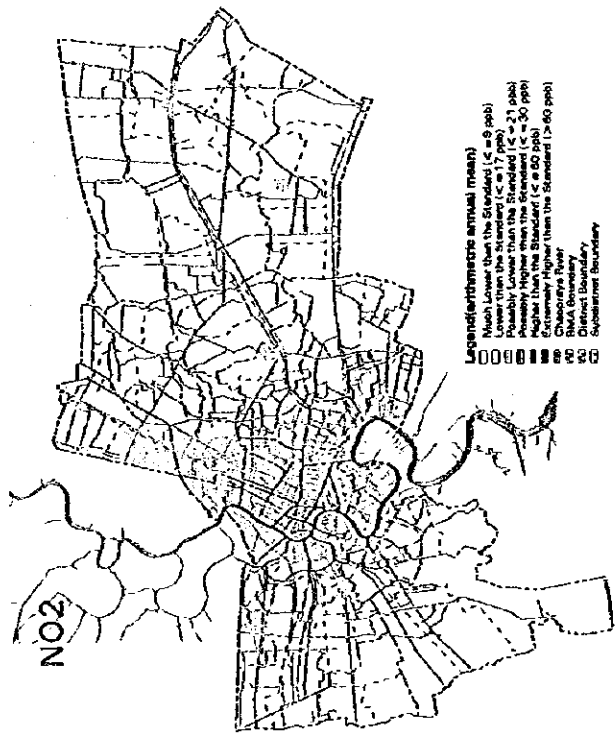 NO2
Legend(arithmetric annual mean)
Much Lower than the Standard (< = 9 ppb)
Lower than the Standard (< = 17 ppb)
Possibly Lower than the Standard (< = 21 ppb)
Possibly Higher than the Standard (< = 30 ppb)
Higher than the Standard (< = 60 ppb)
Extremely Higher than the Standard (>60 ppb)
Chaopraya River
BMA Boundary
District Boundary
Subdistrict Boundary